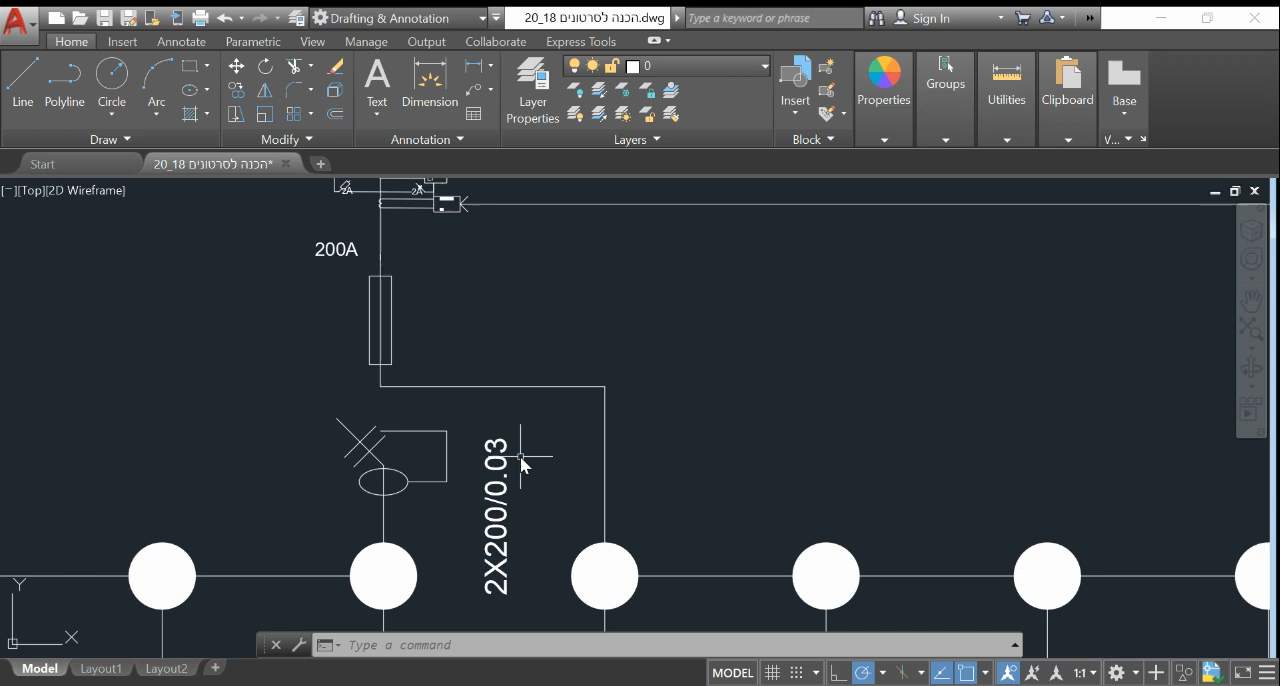 Drafting & Annotation
הכנה לסרטונים 20_18.dwg
Type a keyword or phrase
Sign In
Home Insert Annotate Parametric View Manage Output Collaborate Express Tools
Line Polyline Circle Arc
Text Dimension
Layer Properties
0
Insert
Properties
Groups
Utilities
Clipboard
Base
Draw Modify Annotation Layers Block V...
Start
הכנה לסרטונים 20_18*
[−][Top][2D Wireframe]
2A 2A
200A
2X200/0.03
Y
X
Type a command
Model Layout1 Layout2
MODEL
1:1